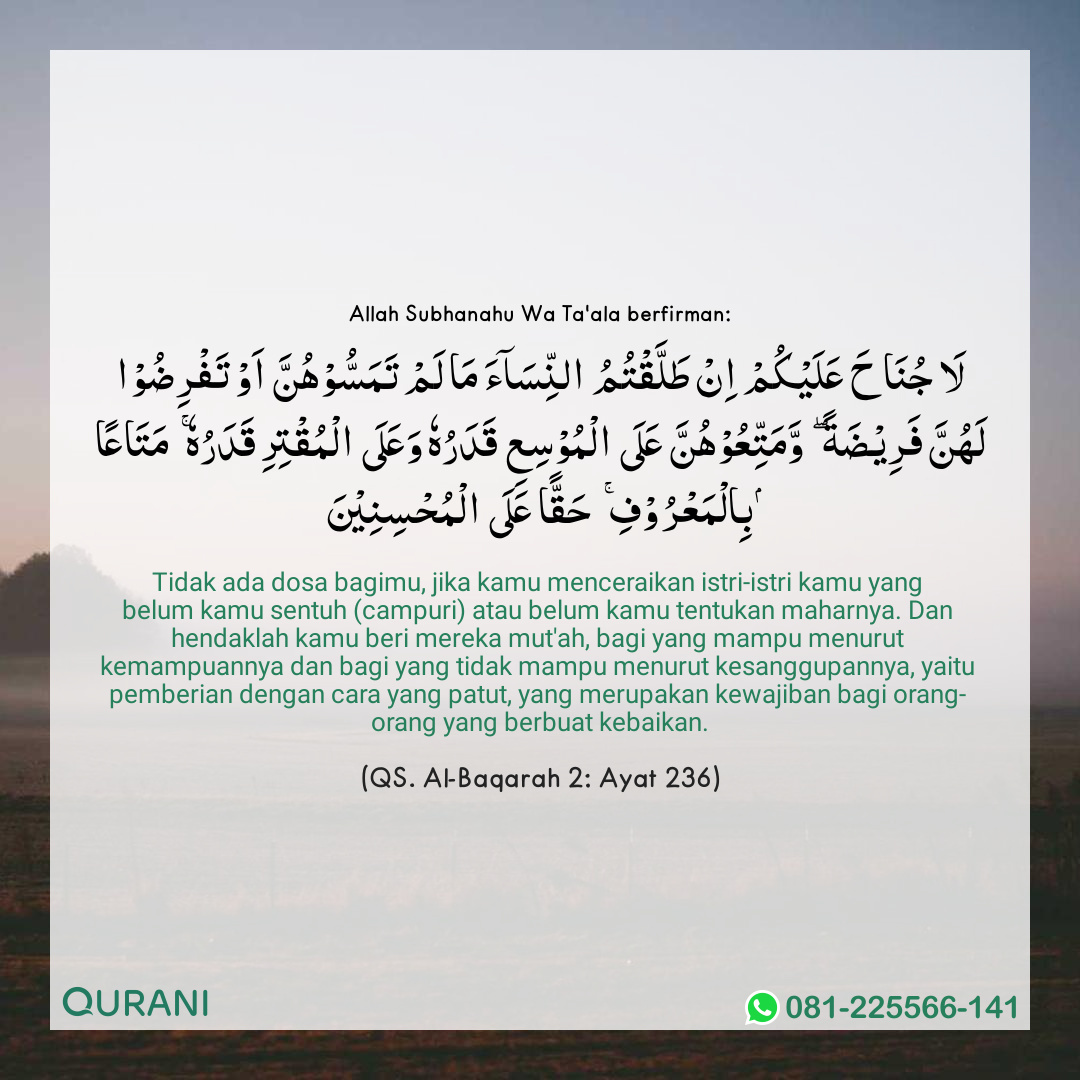 Allah Subhanahu Wa Ta'ala berfirman:
لَا جُنَاحَ عَلَيْكُمْ اِنْ طَلَّقْتُمُ النِّسَاۤءَ مَا لَمْ تَمَسُّوْهُنَّ اَوْ تَفْرِضُوْا
لَهُنَّ فَرِيْضَةً ۖ وَّمَتِّعُوْهُنَّ عَلَى الْمُوْسِعِ قَدَرُهٗ وَعَلَى الْمُقْتِرِ قَدَرُهٗ ۚ مَتَاعًا
ۢبِالْمَعْرُوْفِۚ حَقًّا عَلَى الْمُحْسِنِيْنَ
Tidak ada dosa bagimu, jika kamu menceraikan istri-istri kamu yang
belum kamu sentuh (campuri) atau belum kamu tentukan maharnya. Dan
hendaklah kamu beri mereka mut'ah, bagi yang mampu menurut
kemampuannya dan bagi yang tidak mampu menurut kesanggupannya, yaitu
pemberian dengan cara yang patut, yang merupakan kewajiban bagi orang-
orang yang berbuat kebaikan.
(QS. Al-Baqarah 2: Ayat 236)
QURANI
081-225566-141